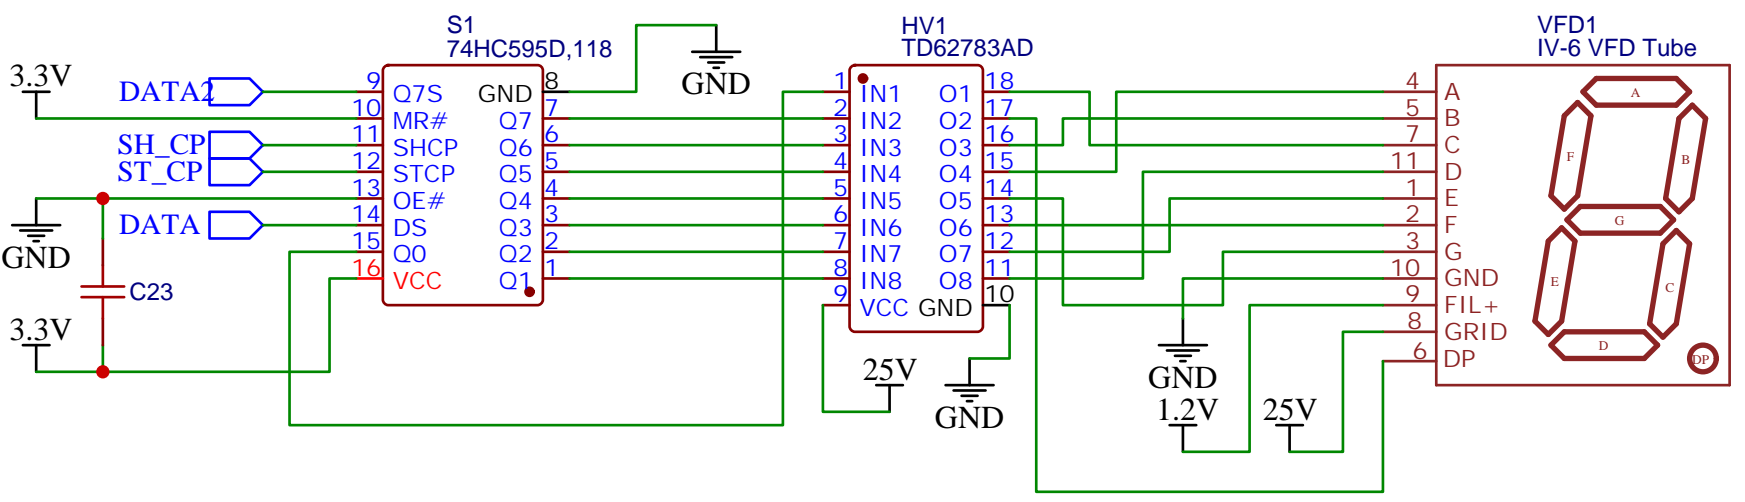 S1
74HC595D,118
HV1
TD62783AD
VFD1
IV-6 VFD Tube
3.3V
DATA2
SH_CP
ST_CP
GND
DATA
C23
3.3V
9 Q7S
10 MR#
11 SHCP
12 STCP
13 OE#
14 DS
15 Q0
16 VCC
GND 8
Q7 7
Q6 6
Q5 5
Q4 4
Q3 3
Q2 2
Q1 1
GND
1 IN1
2 IN2
3 IN3
4 IN4
5 IN5
6 IN6
7 IN7
8 IN8
9 VCC
O1 18
O2 17
O3 16
O4 15
O5 14
O6 13
O7 12
O8 11
GND 10
25V
GND
GND
1.2V
25V
4 A
5 B
7 C
11 D
1 E
2 F
3 G
10 GND
9 FIL+
8 GRID
6 DP
A
F
B
G
E
C
D
DP